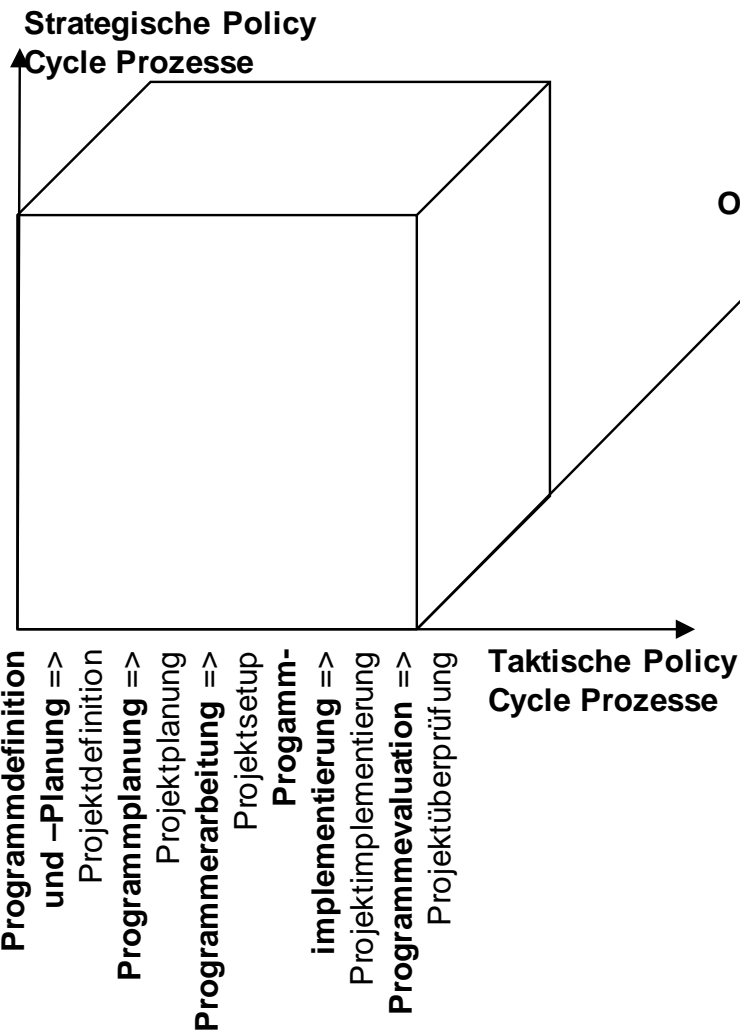 Strategische Policy
Cycle Prozesse
O
Taktische Policy
Cycle Prozesse
Programmdefinition
und –Planung =>
Projektdefinition
Programmplanung =>
Projektplanung
Programmerarbeitung =>
Projektsetup
Progamm-
implementierung =>
Projektimplementierung
Programmevaluation =>
Projektüberprüfung